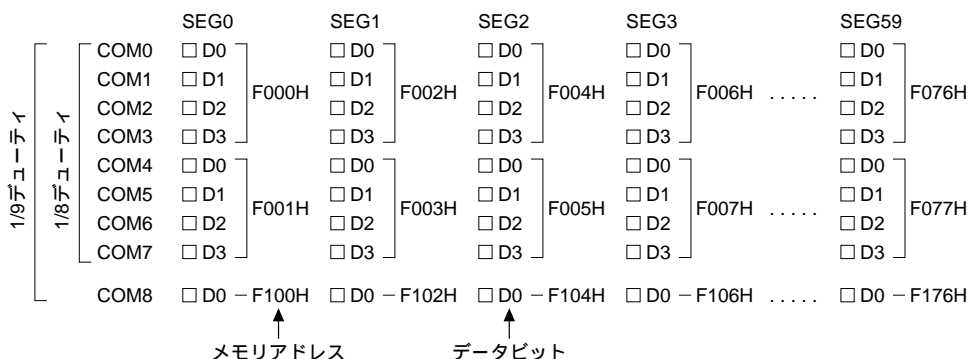 SEG0 SEG1 SEG2 SEG3 SEG59
COM0 □ D0 □ D0 □ D0 □ D0 □ D0
COM1 □ D1 □ D1 □ D1 □ D1 □ D1
F000H F002H F004H F006H ..... F076H
COM2 □ D2 □ D2 □ D2 □ D2 □ D2
COM3 □ D3 □ D3 □ D3 □ D3 □ D3
COM4 □ D0 □ D0 □ D0 □ D0 □ D0
COM5 □ D1 □ D1 □ D1 □ D1 □ D1
F001H F003H F005H F007H ..... F077H
COM6 □ D2 □ D2 □ D2 □ D2 □ D2
COM7 □ D3 □ D3 □ D3 □ D3 □ D3
COM8 □ D0 – F100H □ D0 – F102H □ D0 – F104H □ D0 – F106H ..... □ D0 – F176H
1/9デューティ
1/8デューティ
メモリアドレス データビット